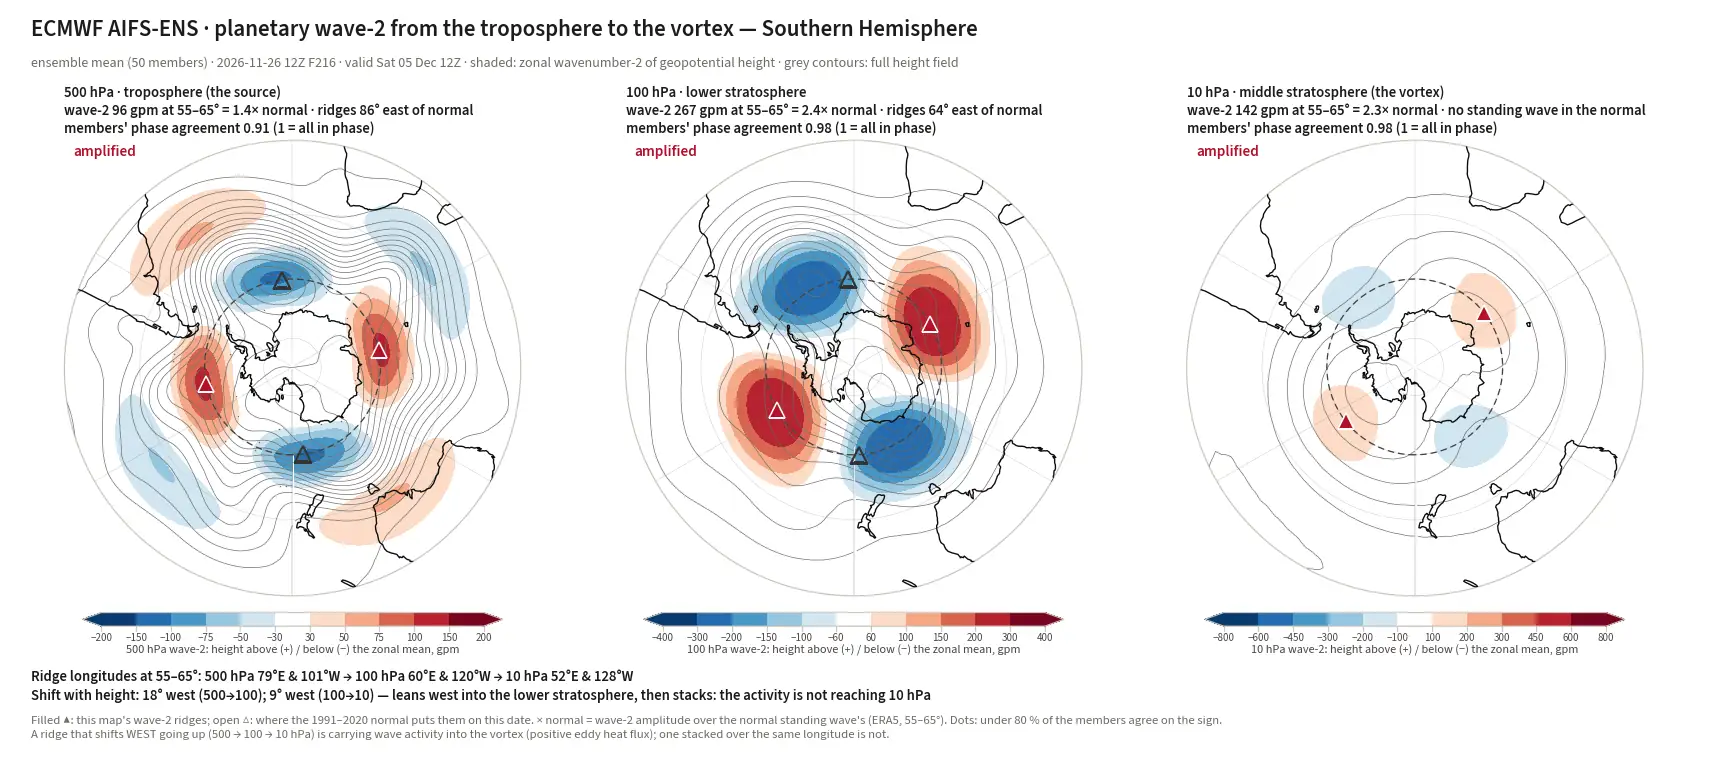 ECMWF AIFS-ENS · planetary wave-2 from the troposphere to the vortex — Southern Hemisphere
ensemble mean (50 members) · 2026-11-26 12Z F216 · valid Sat 05 Dec 12Z · shaded: zonal wavenumber-2 of geopotential height · grey contours: full height field
500 hPa · troposphere (the source)
wave-2 96 gpm at 55–65° = 1.4× normal · ridges 86° east of normal
members' phase agreement 0.91 (1 = all in phase)
amplified
100 hPa · lower stratosphere
wave-2 267 gpm at 55–65° = 2.4× normal · ridges 64° east of normal
members' phase agreement 0.98 (1 = all in phase)
amplified
10 hPa · middle stratosphere (the vortex)
wave-2 142 gpm at 55–65° = 2.3× normal · no standing wave in the normal
members' phase agreement 0.98 (1 = all in phase)
amplified
−200 −150 −100 −75 −50 −30 30 50 75 100 150 200
500 hPa wave-2: height above (+) / below (−) the zonal mean, gpm
−400 −300 −200 −150 −100 −60 60 100 150 200 300 400
100 hPa wave-2: height above (+) / below (−) the zonal mean, gpm
−800 −600 −450 −300 −200 −100 100 200 300 450 600 800
10 hPa wave-2: height above (+) / below (−) the zonal mean, gpm
Ridge longitudes at 55–65°: 500 hPa 79°E & 101°W → 100 hPa 60°E & 120°W → 10 hPa 52°E & 128°W
Shift with height: 18° west (500→100); 9° west (100→10) — leans west into the lower stratosphere, then stacks: the activity is not reaching 10 hPa
Filled ▲: this map's wave-2 ridges; open △: where the 1991–2020 normal puts them on this date. × normal = wave-2 amplitude over the normal standing wave's (ERA5, 55–65°). Dots: under 80 % of the members agree on the sign.
A ridge that shifts WEST going up (500 → 100 → 10 hPa) is carrying wave activity into the vortex (positive eddy heat flux); one stacked over the same longitude is not.